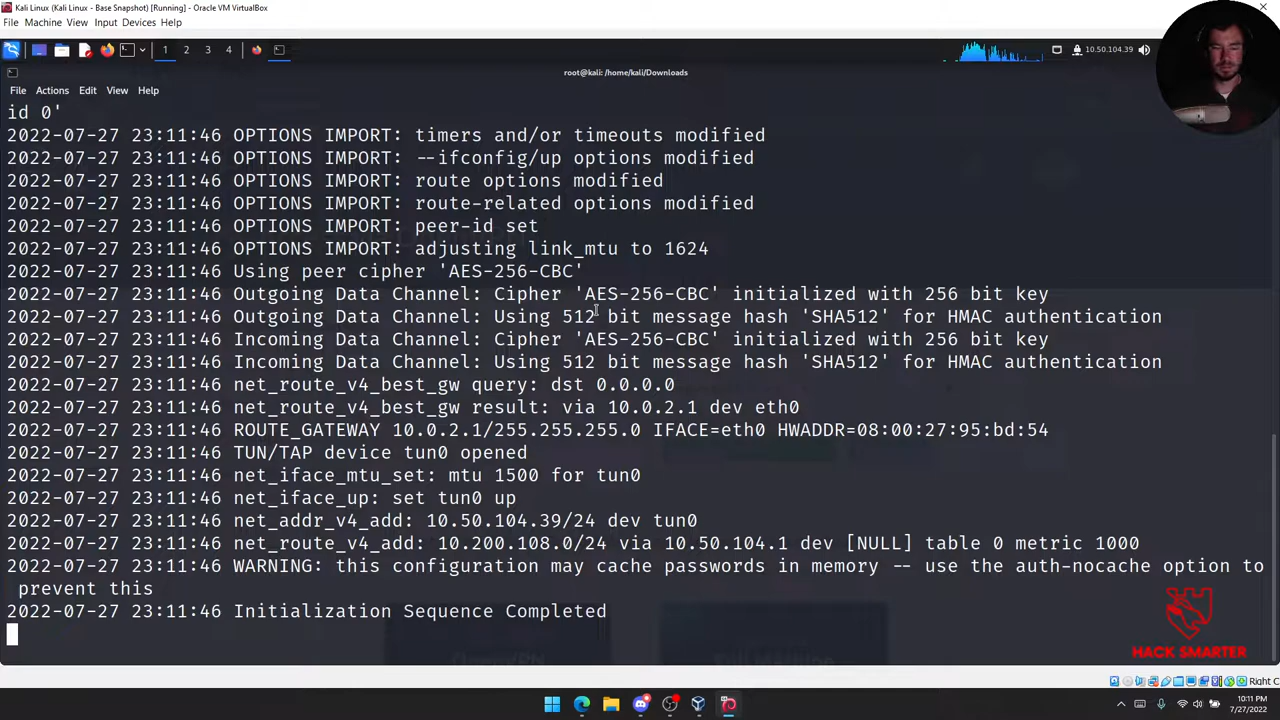 Kali Linux (Kali Linux - Base Snapshot) [Running] - Oracle VM VirtualBox
File Machine View Input Devices Help
1 2 3 4
10.50.104.39
root@kali: /home/kali/Downloads
File Actions Edit View Help
id 0'
2022-07-27 23:11:46 OPTIONS IMPORT: timers and/or timeouts modified
2022-07-27 23:11:46 OPTIONS IMPORT: --ifconfig/up options modified
2022-07-27 23:11:46 OPTIONS IMPORT: route options modified
2022-07-27 23:11:46 OPTIONS IMPORT: route-related options modified
2022-07-27 23:11:46 OPTIONS IMPORT: peer-id set
2022-07-27 23:11:46 OPTIONS IMPORT: adjusting link_mtu to 1624
2022-07-27 23:11:46 Using peer cipher 'AES-256-CBC'
2022-07-27 23:11:46 Outgoing Data Channel: Cipher 'AES-256-CBC' initialized with 256 bit key
2022-07-27 23:11:46 Outgoing Data Channel: Using 512 bit message hash 'SHA512' for HMAC authentication
2022-07-27 23:11:46 Incoming Data Channel: Cipher 'AES-256-CBC' initialized with 256 bit key
2022-07-27 23:11:46 Incoming Data Channel: Using 512 bit message hash 'SHA512' for HMAC authentication
2022-07-27 23:11:46 net_route_v4_best_gw query: dst 0.0.0.0
2022-07-27 23:11:46 net_route_v4_best_gw result: via 10.0.2.1 dev eth0
2022-07-27 23:11:46 ROUTE_GATEWAY 10.0.2.1/255.255.255.0 IFACE=eth0 HWADDR=08:00:27:95:bd:54
2022-07-27 23:11:46 TUN/TAP device tun0 opened
2022-07-27 23:11:46 net_iface_mtu_set: mtu 1500 for tun0
2022-07-27 23:11:46 net_iface_up: set tun0 up
2022-07-27 23:11:46 net_addr_v4_add: 10.50.104.39/24 dev tun0
2022-07-27 23:11:46 net_route_v4_add: 10.200.108.0/24 via 10.50.104.1 dev [NULL] table 0 metric 1000
2022-07-27 23:11:46 WARNING: this configuration may cache passwords in memory -- use the auth-nocache option to
prevent this
2022-07-27 23:11:46 Initialization Sequence Completed
HACK SMARTER
Right C
10:11 PM
7/27/2022